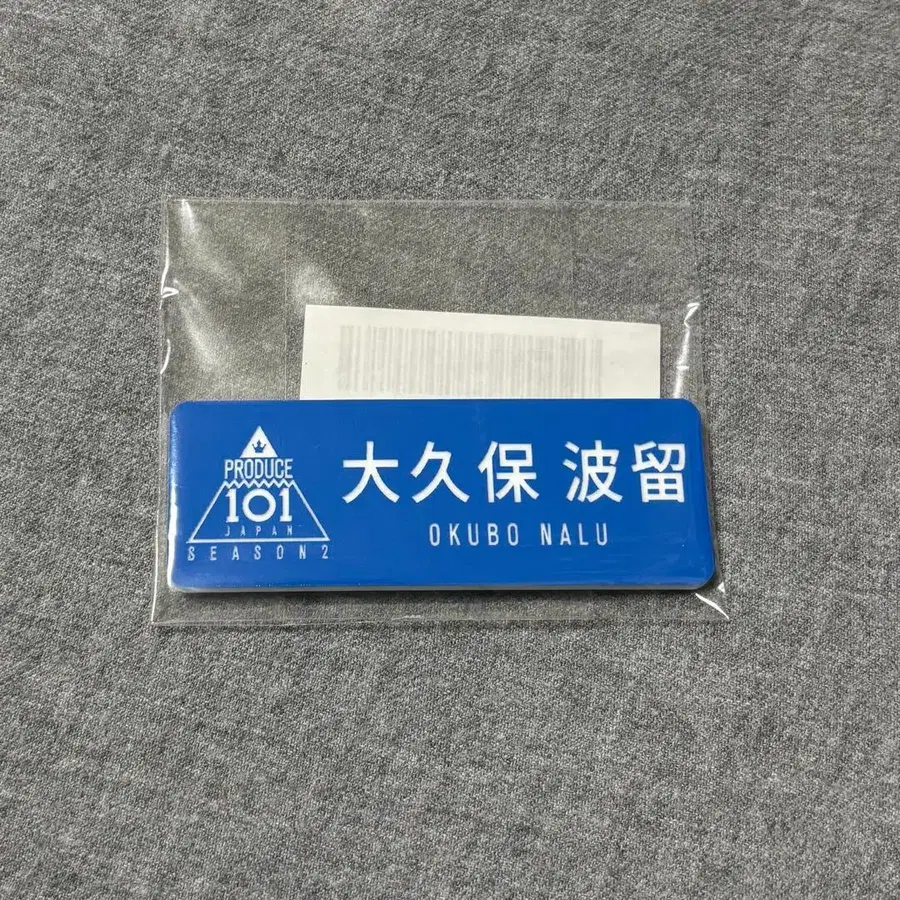 PRODUCE
101
JAPAN
SEASON2
大久保 波留
OKUBO NALU